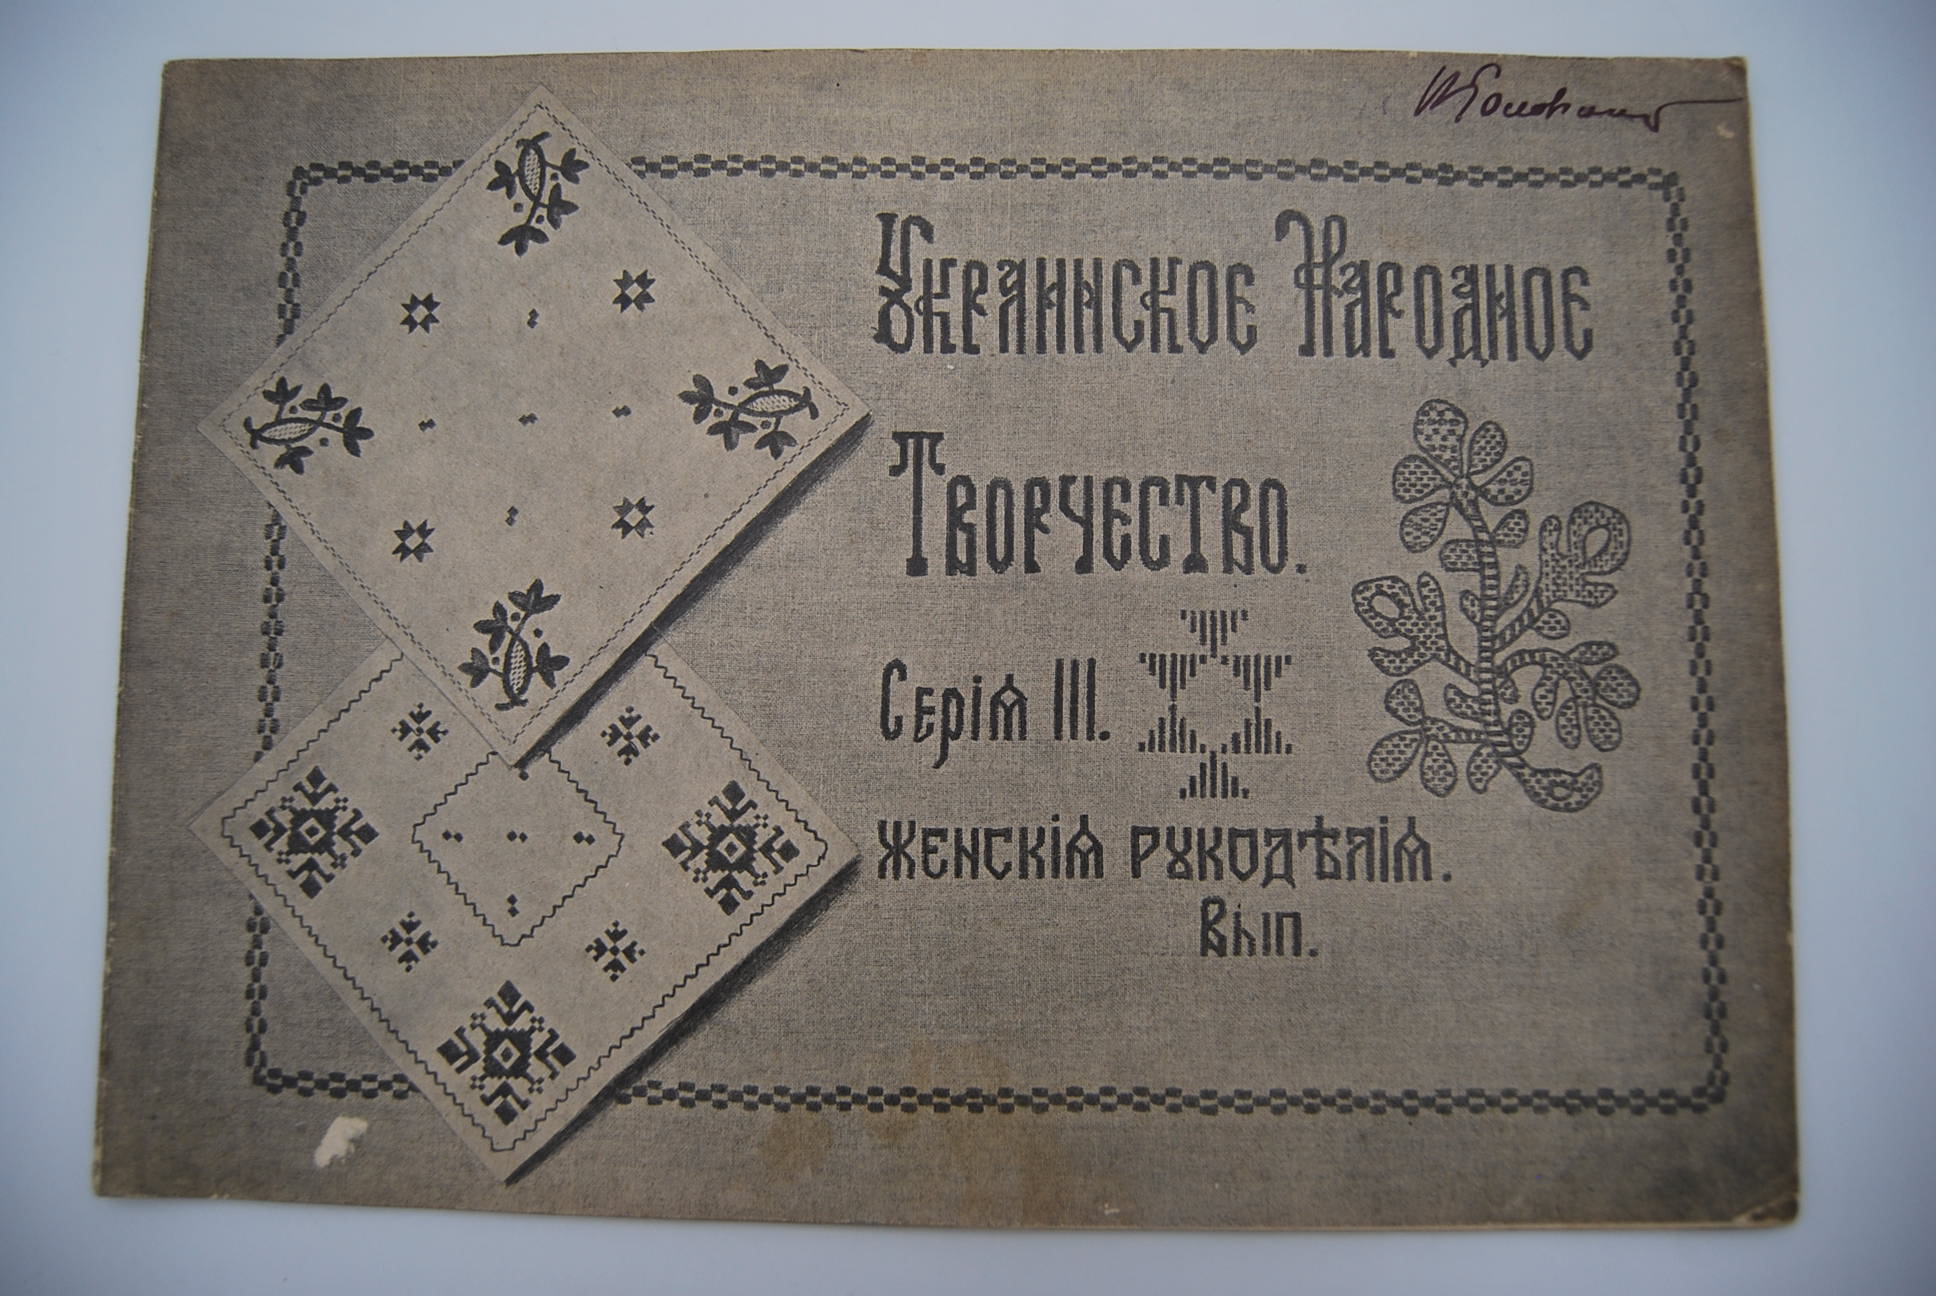 Украинское Народное
Творчество.
Серія III.
Женскія рукодѣлія.
Вып.